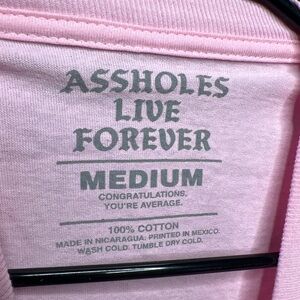 ASSHOLES
LIVE
FOREVER
MEDIUM
CONGRATULATIONS.
YOU'RE AVERAGE.
100% COTTON
MADE IN NICARAGUA. PRINTED IN MEXICO.
WASH COLD. TUMBLE DRY COLD.